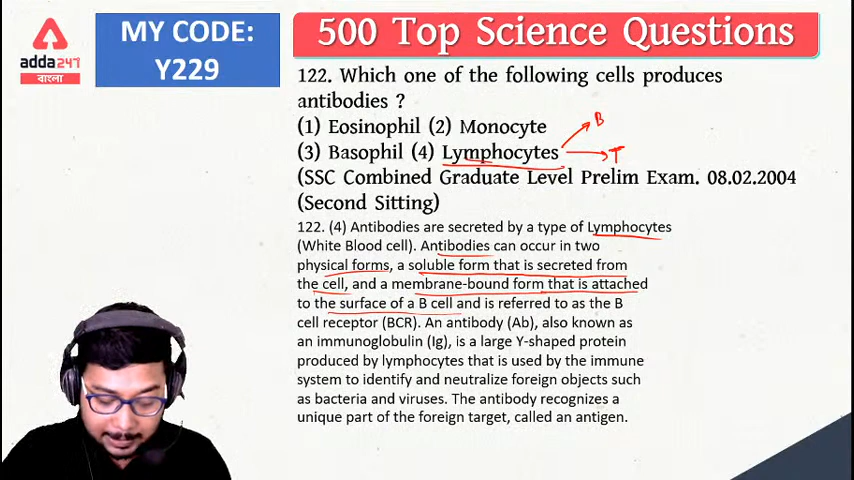 adda247
বাংলা
MY CODE:
Y229
500 Top Science Questions
122. Which one of the following cells produces
antibodies ?
(1) Eosinophil (2) Monocyte
(3) Basophil (4) Lymphocytes
B
T
(SSC Combined Graduate Level Prelim Exam. 08.02.2004
(Second Sitting)
122. (4) Antibodies are secreted by a type of Lymphocytes
(White Blood cell). Antibodies can occur in two
physical forms, a soluble form that is secreted from
the cell, and a membrane-bound form that is attached
to the surface of a B cell and is referred to as the B
cell receptor (BCR). An antibody (Ab), also known as
an immunoglobulin (Ig), is a large Y-shaped protein
produced by lymphocytes that is used by the immune
system to identify and neutralize foreign objects such
as bacteria and viruses. The antibody recognizes a
unique part of the foreign target, called an antigen.